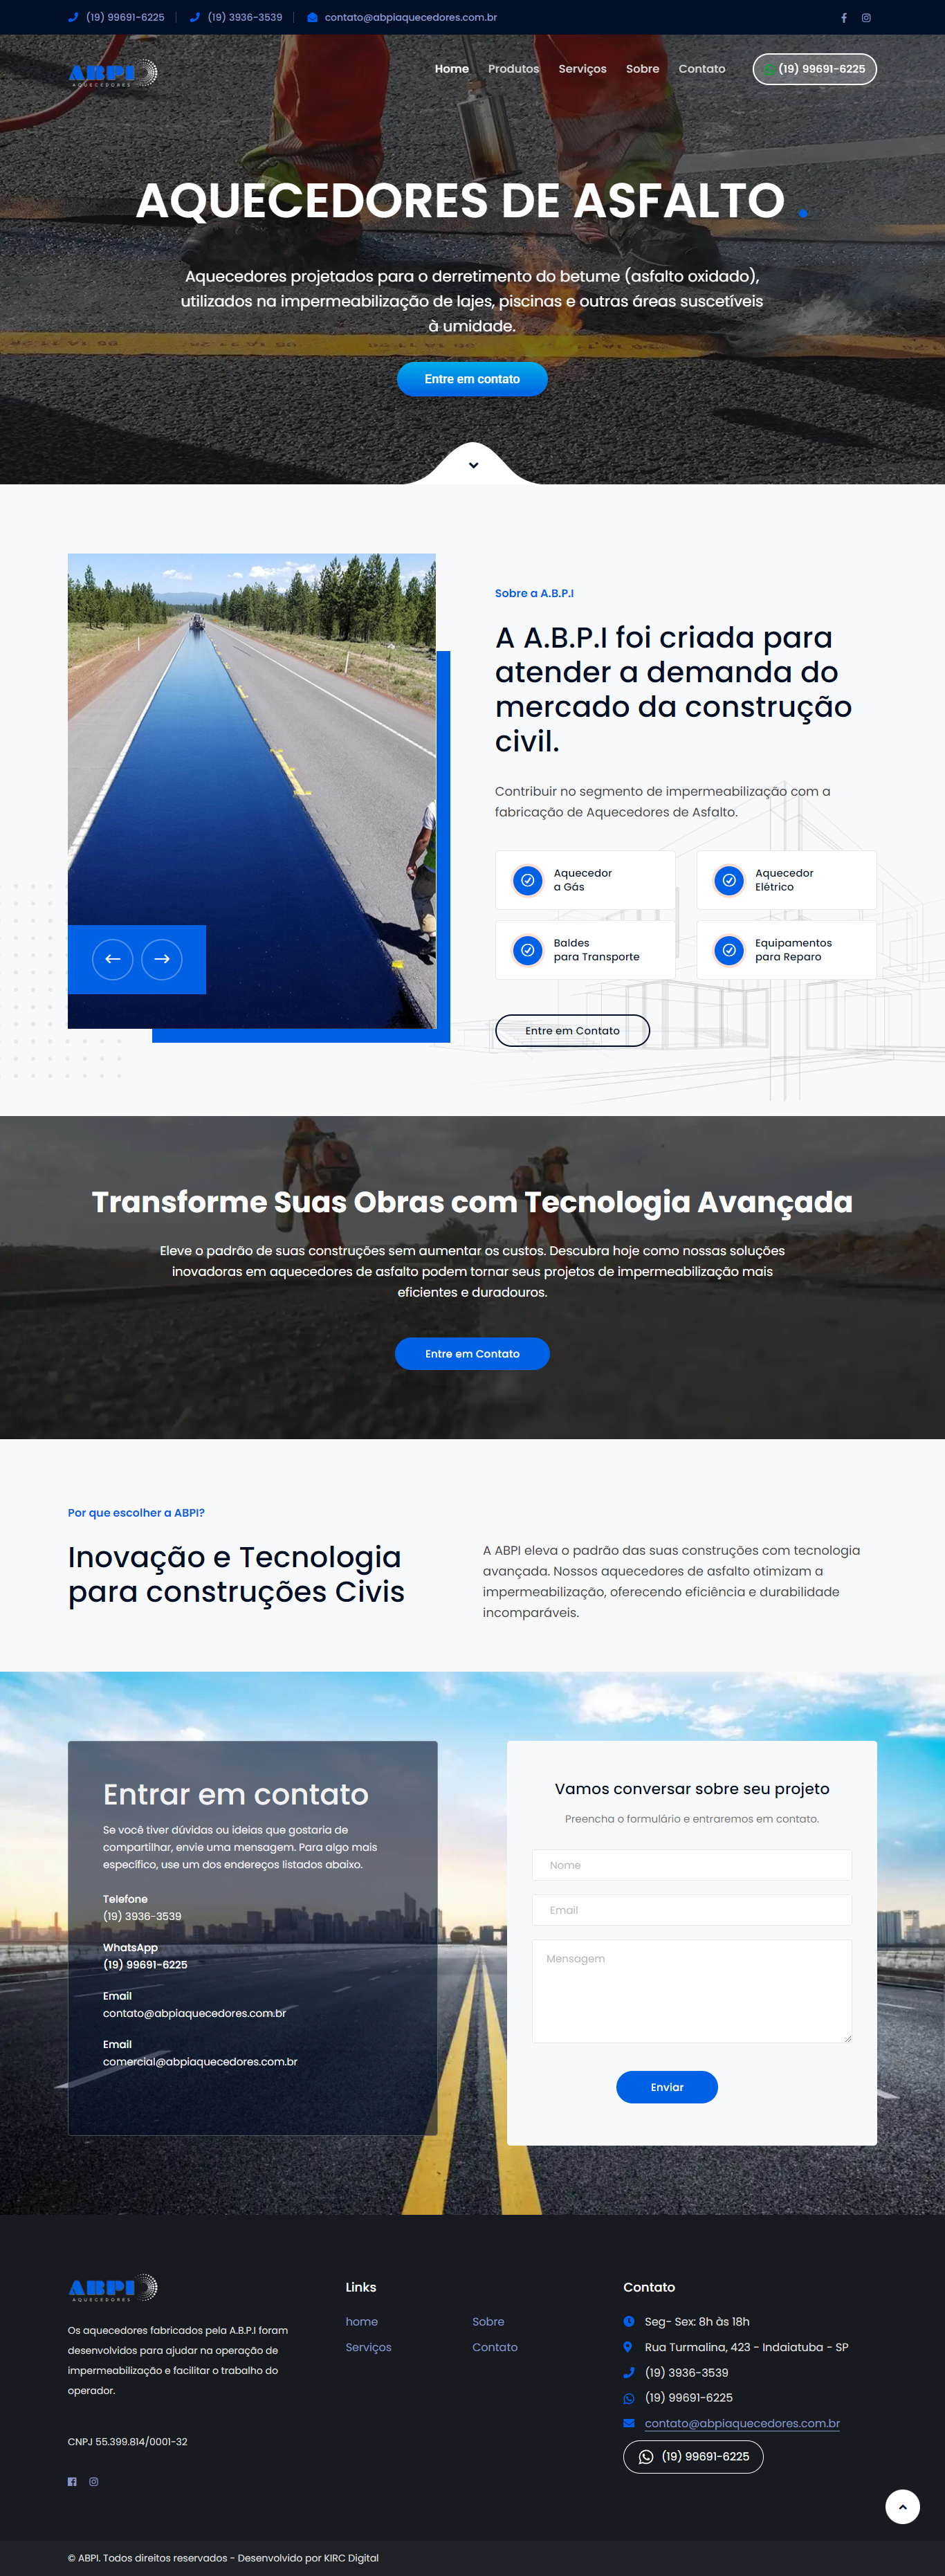 (19) 99691-6225
(19) 3936-3539
contato@abpiaquecedores.com.br
ABPI
AQUECEDORES
Home
Produtos
Serviços
Sobre
Contato
(19) 99691-6225
AQUECEDORES DE ASFALTO .
Aquecedores projetados para o derretimento do betume (asfalto oxidado),
utilizados na impermeabilização de lajes, piscinas e outras áreas suscetíveis
à umidade.
Entre em contato
Sobre a A.B.P.I
A A.B.P.I foi criada para
atender a demanda do
mercado da construção
civil.
Contribuir no segmento de impermeabilização com a
fabricação de Aquecedores de Asfalto.
Aquecedor
a Gás
Aquecedor
Elétrico
Baldes
para Transporte
Equipamentos
para Reparo
Entre em Contato
Transforme Suas Obras com Tecnologia Avançada
Eleve o padrão de suas construções sem aumentar os custos. Descubra hoje como nossas soluções
inovadoras em aquecedores de asfalto podem tornar seus projetos de impermeabilização mais
eficientes e duradouros.
Entre em Contato
Por que escolher a ABPI?
Inovação e Tecnologia
para construções Civis
A ABPI eleva o padrão das suas construções com tecnologia
avançada. Nossos aquecedores de asfalto otimizam a
impermeabilização, oferecendo eficiência e durabilidade
incomparáveis.
Entrar em contato
Se você tiver dúvidas ou ideias que gostaria de
compartilhar, envie uma mensagem. Para algo mais
específico, use um dos endereços listados abaixo.
Telefone
(19) 3936-3539
WhatsApp
(19) 99691-6225
Email
contato@abpiaquecedores.com.br
Email
comercial@abpiaquecedores.com.br
Vamos conversar sobre seu projeto
Preencha o formulário e entraremos em contato.
Nome
Email
Mensagem
Enviar
ABPI
AQUECEDORES
Os aquecedores fabricados pela A.B.P.I foram
desenvolvidos para ajudar na operação de
impermeabilização e facilitar o trabalho do
operador.
CNPJ 55.399.814/0001-32
Links
home
Sobre
Serviços
Contato
Contato
Seg- Sex: 8h às 18h
Rua Turmalina, 423 - Indaiatuba - SP
(19) 3936-3539
(19) 99691-6225
contato@abpiaquecedores.com.br
(19) 99691-6225
© ABPI. Todos direitos reservados - Desenvolvido por KIRC Digital